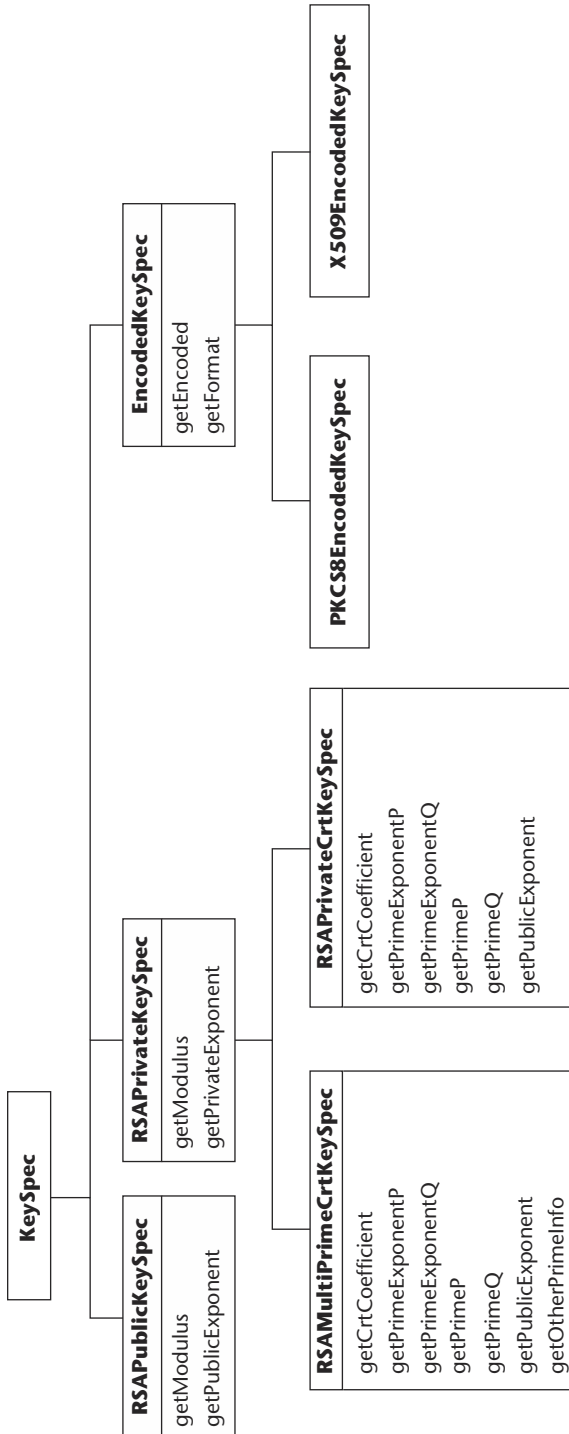 KeySpec
RSAPublicKeySpec
getModulus
getPublicExponent
RSAPrivateKeySpec
getModulus
getPrivateExponent
EncodedKeySpec
getEncoded
getFormat
RSAMultiPrimeCrtKeySpec
getCrtCoefficient
getPrimeExponentP
getPrimeExponentQ
getPrimeP
getPrimeQ
getPublicExponent
getOtherPrimeInfo
RSAPrivateCrtKeySpec
getCrtCoefficient
getPrimeExponentP
getPrimeExponentQ
getPrimeP
getPrimeQ
getPublicExponent
PKCS8EncodedKeySpec
X509EncodedKeySpec